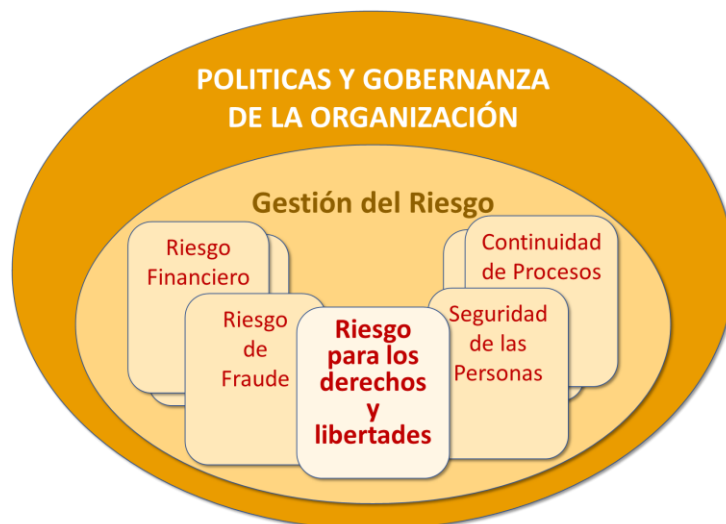 POLITICAS Y GOBERNANZA
DE LA ORGANIZACIÓN
Gestión del Riesgo
Riesgo
Financiero
Continuidad
de Procesos
Riesgo
de
Fraude
Riesgo
para los
derechos
y
libertades
Seguridad
de las
Personas